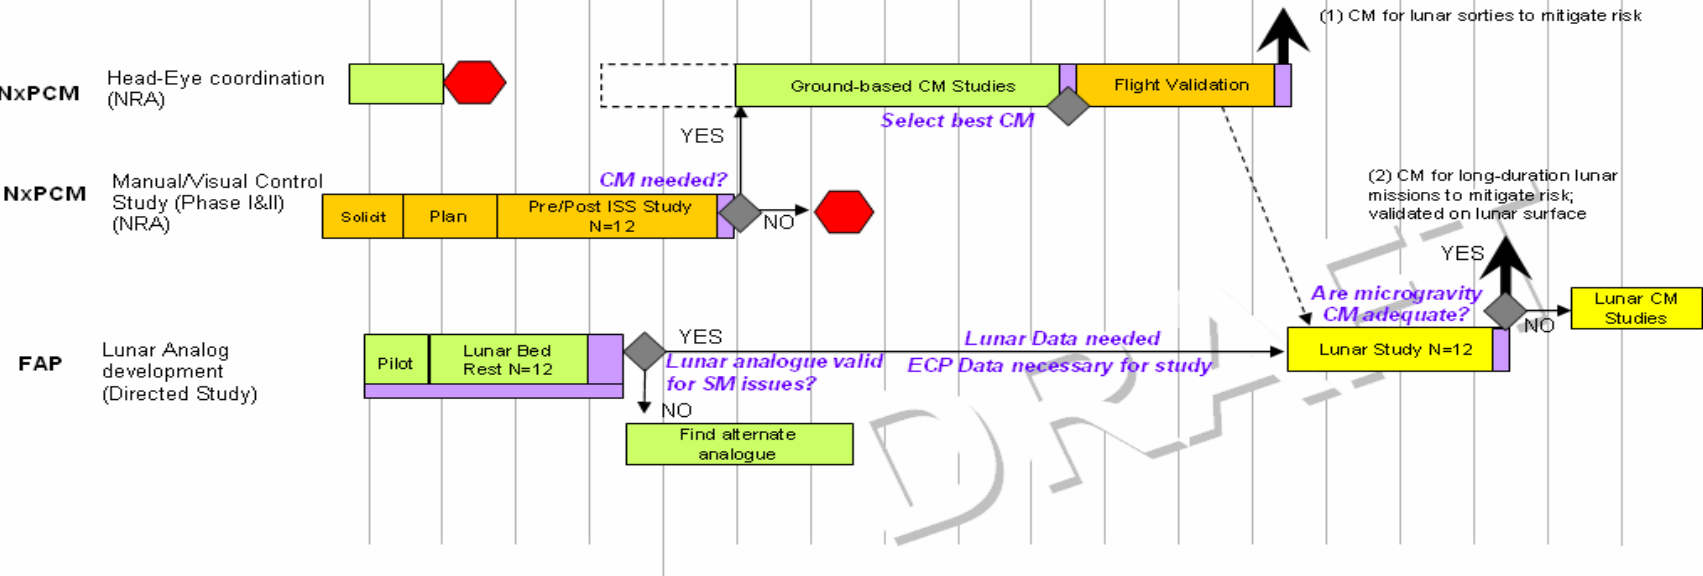 (1) CM for lunar sorties to mitigate risk
NxPCM
Head-Eye coordination
(NRA)
Ground-based CM Studies
Flight Validation
Select best CM
YES
NxPCM
Manual/Visual Control
Study (Phase I&II)
(NRA)
CM needed?
Solicit
Plan
Pre/Post ISS Study
N=12
NO
(2) CM for long-duration lunar
missions to mitigate risk;
validated on lunar surface
YES
Are microgravity
CM adequate?
NO
Lunar CM
Studies
FAP
Lunar Analog
development
(Directed Study)
Pilot
Lunar Bed
Rest N=12
YES
Lunar analogue valid
for SM issues?
NO
Lunar Data needed
ECP Data necessary for study
Lunar Study N=12
Find alternate
analogue
DRAFT